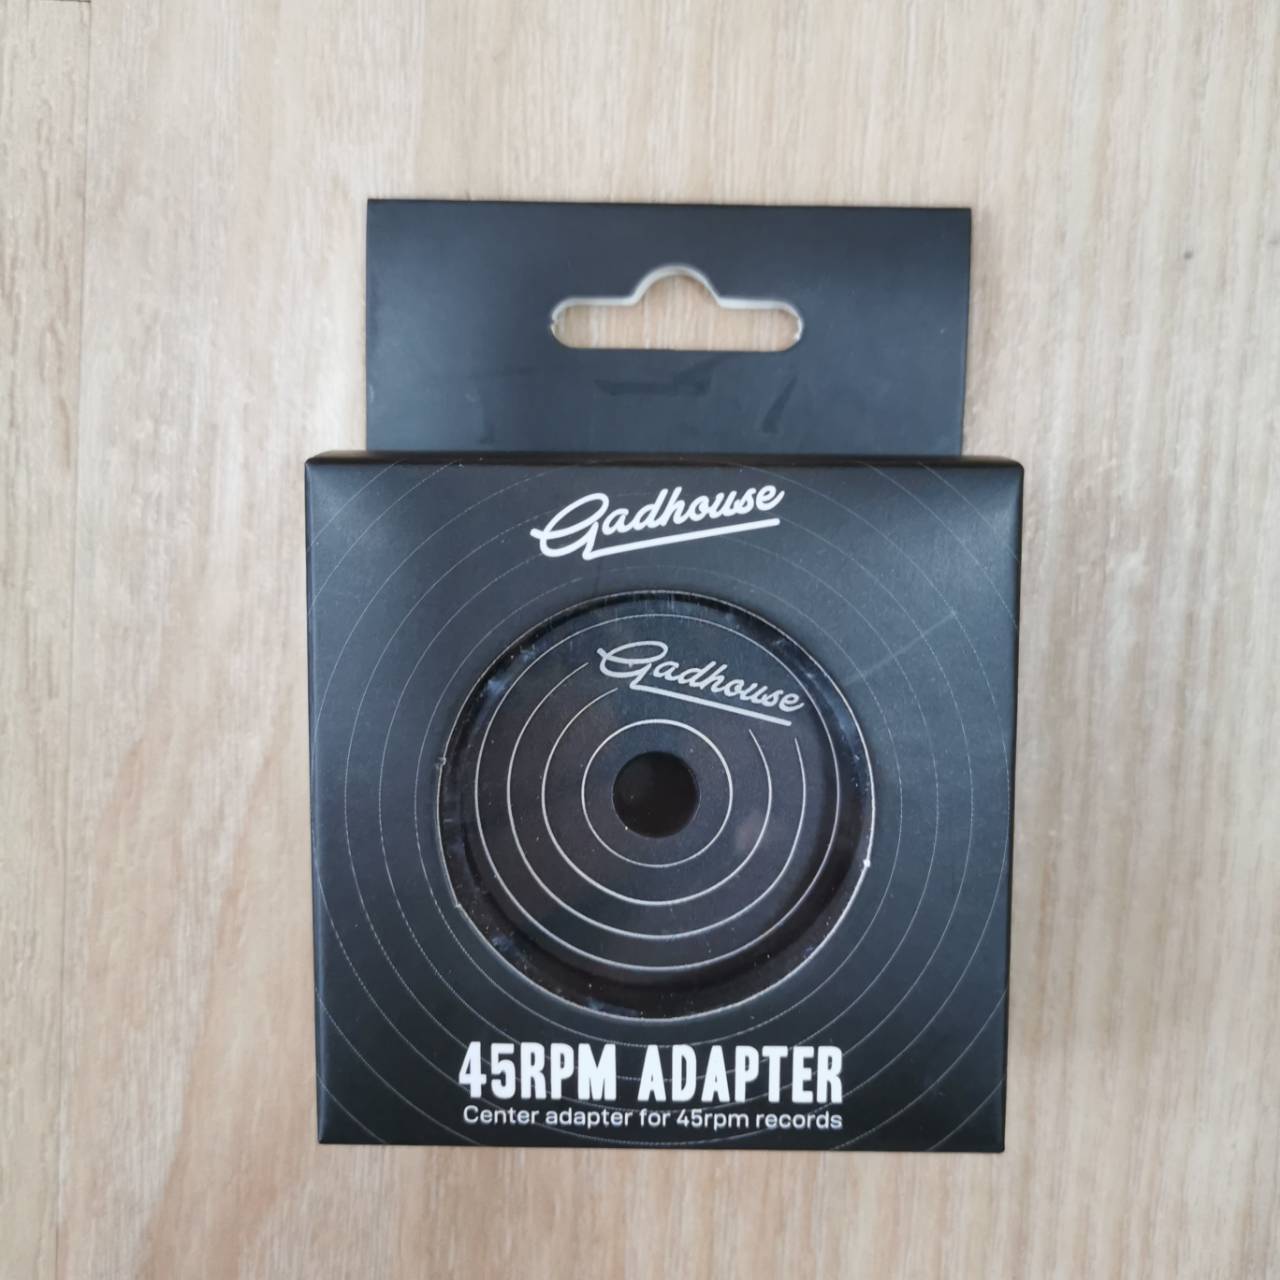 Gadhouse
Gadhouse
45RPM ADAPTER
Center adapter for 45rpm records